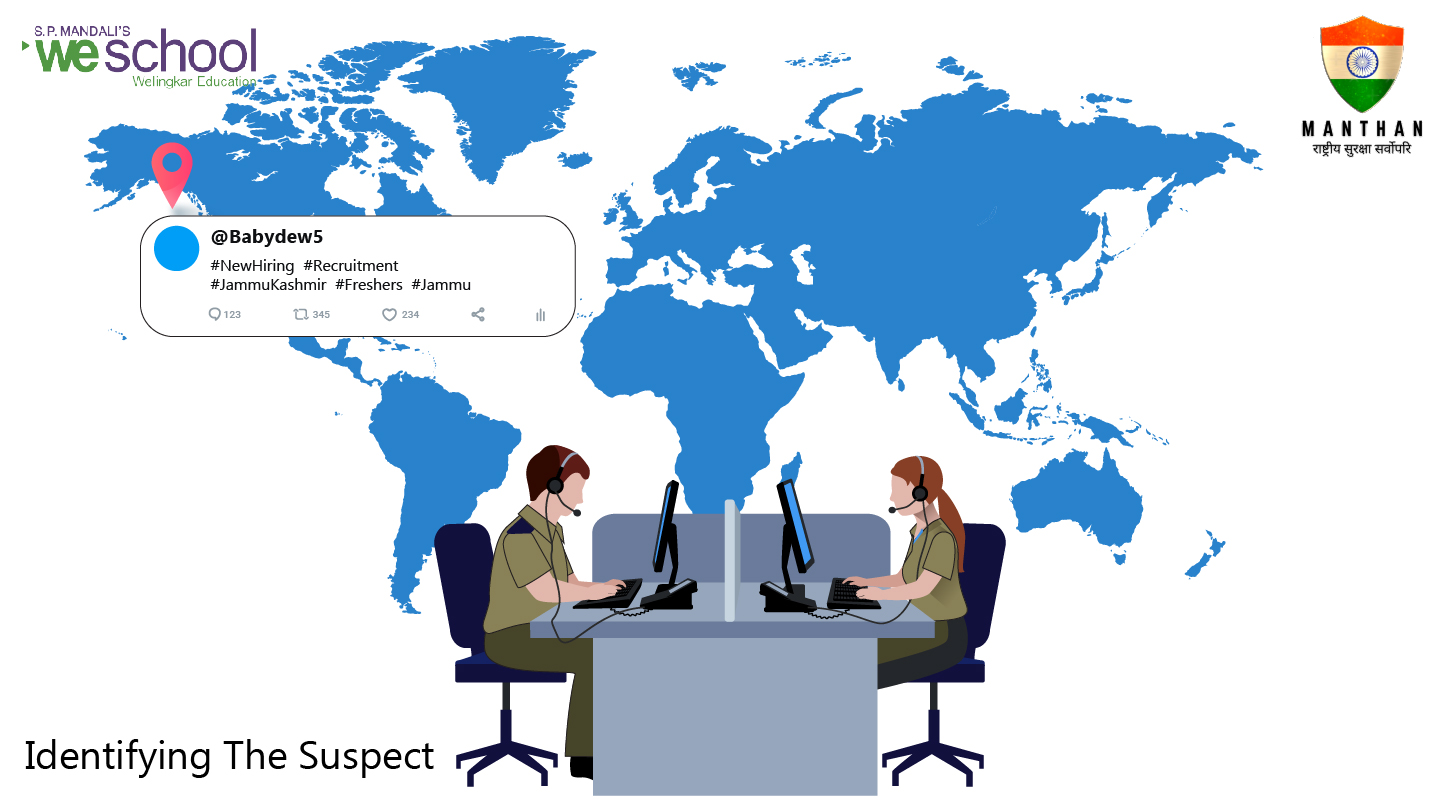 S.P. MANDALI'S
weschool
Welingkar Education
MANTHAN
राष्ट्रीय सुरक्षा सर्वोपरि
@Babydew5
#NewHiring #Recruitment
#JammuKashmir #Freshers #Jammu
123 345 234
Identifying The Suspect